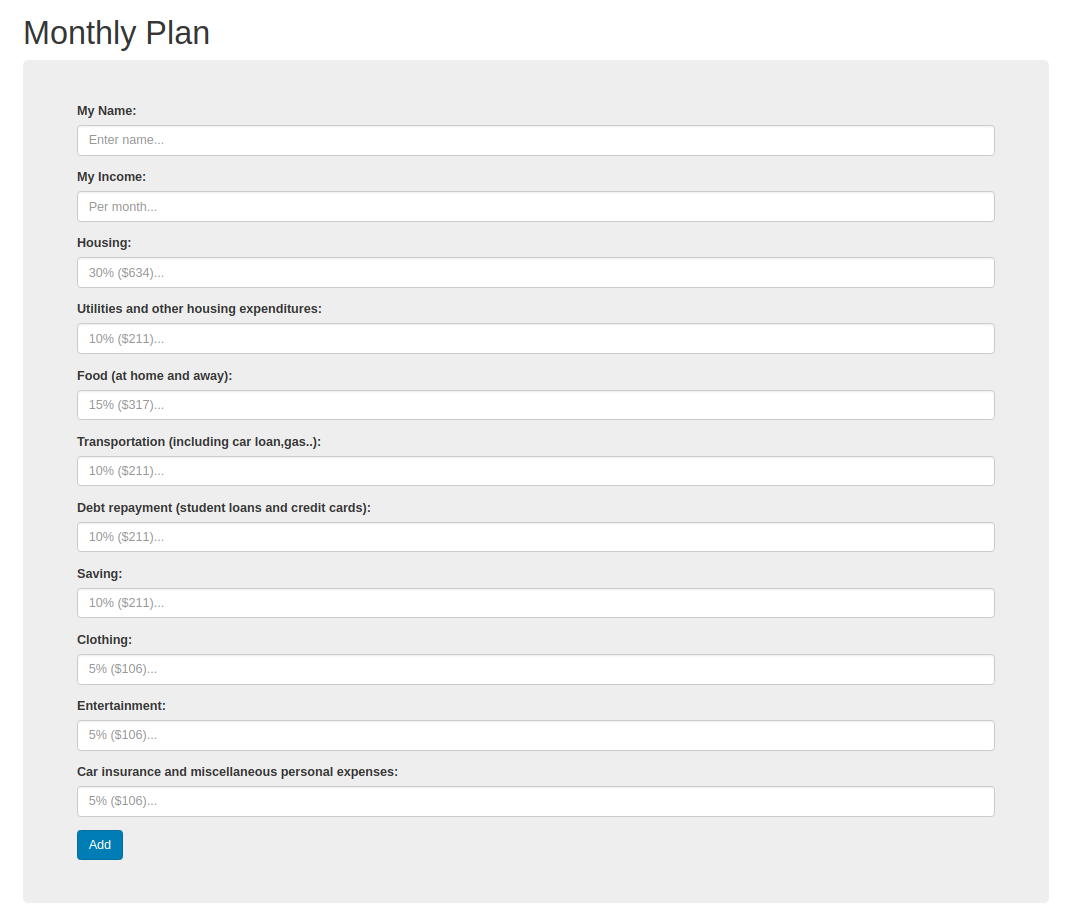 Monthly Plan
My Name:
Enter name...
My Income:
Per month...
Housing:
30% ($634)...
Utilities and other housing expenditures:
10% ($211)...
Food (at home and away):
15% ($317)...
Transportation (including car loan,gas..):
10% ($211)...
Debt repayment (student loans and credit cards):
10% ($211)...
Saving:
10% ($211)...
Clothing:
5% ($106)...
Entertainment:
5% ($106)...
Car insurance and miscellaneous personal expenses:
5% ($106)...
Add